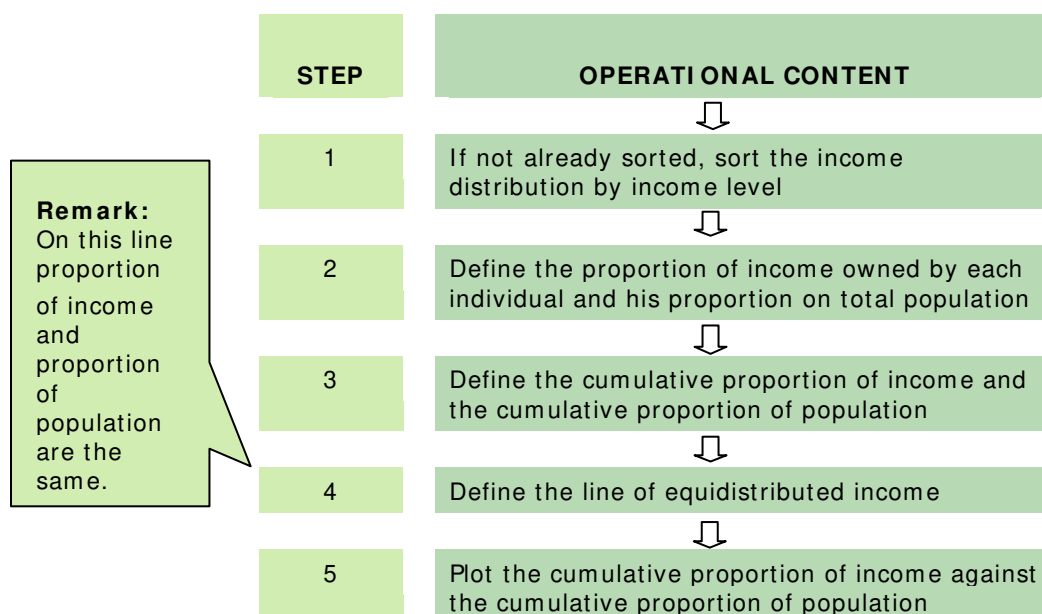 STEP
OPERATIONAL CONTENT
1
If not already sorted, sort the income
distribution by income level
Remark:
On this line
proportion
of income
and
proportion
of
population
are the
same.
2
Define the proportion of income owned by each
individual and his proportion on total population
3
Define the cumulative proportion of income and
the cumulative proportion of population
4
Define the line of equidistributed income
5
Plot the cumulative proportion of income against
the cumulative proportion of population